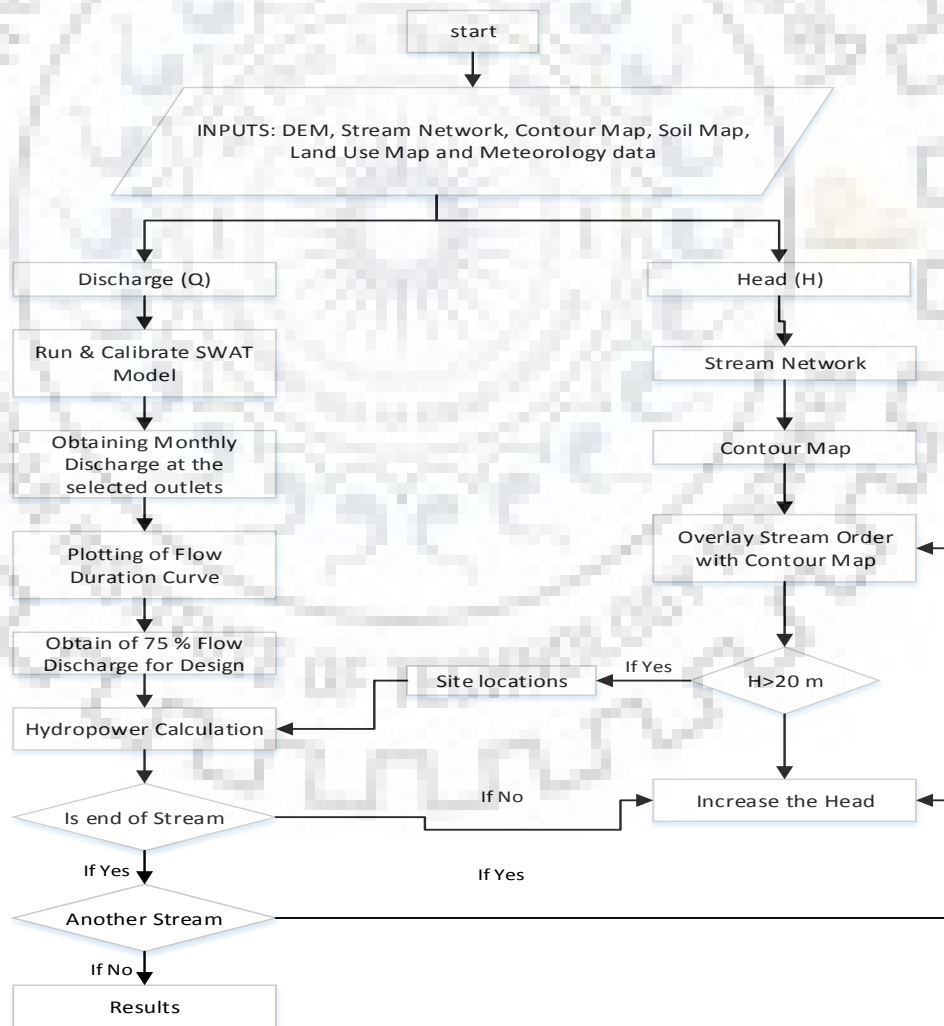 start
INPUTS: DEM, Stream Network, Contour Map, Soil Map,
Land Use Map and Meteorology data
Discharge (Q)
Head (H)
Run & Calibrate SWAT
Model
Stream Network
Obtaining Monthly
Discharge at the
selected outlets
Contour Map
Plotting of Flow
Duration Curve
Overlay Stream Order
with Contour Map
Obtain of 75 % Flow
Discharge for Design
Site locations
If Yes
H>20 m
Hydropower Calculation
Is end of Stream
If No
Increase the Head
If Yes
If Yes
Another Stream
If No
Results